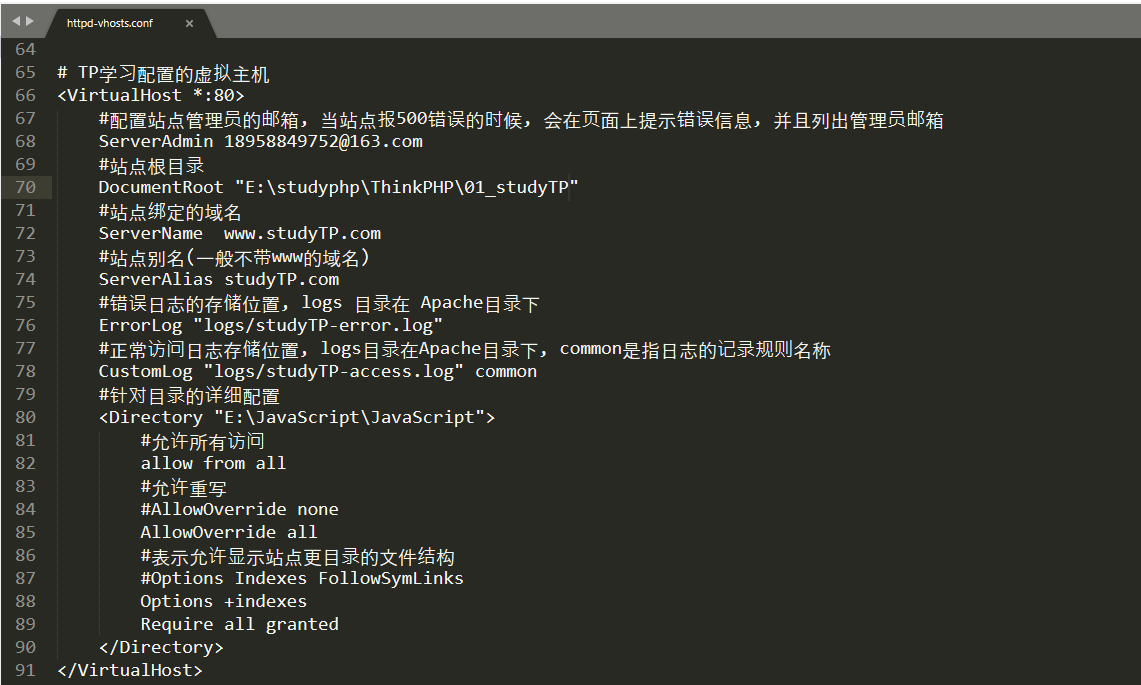 httpd-vhosts.conf ×
64
65 # TP学习配置的虚拟主机
66 <VirtualHost *:80>
67 #配置站点管理员的邮箱，当站点报500错误的时候，会在页面上提示错误信息，并且列出管理员邮箱
68 ServerAdmin 18958849752@163.com
69 #站点根目录
70 DocumentRoot "E:\studyphp\ThinkPHP\01_studyTP"
71 #站点绑定的域名
72 ServerName  www.studyTP.com
73 #站点别名(一般不带www的域名)
74 ServerAlias studyTP.com
75 #错误日志的存储位置，logs 目录在 Apache目录下
76 ErrorLog "logs/studyTP-error.log"
77 #正常访问日志存储位置，logs目录在Apache目录下，common是指日志的记录规则名称
78 CustomLog "logs/studyTP-access.log" common
79 #针对目录的详细配置
80 <Directory "E:\JavaScript\JavaScript">
81 #允许所有访问
82 allow from all
83 #允许重写
84 #AllowOverride none
85 AllowOverride all
86 #表示允许显示站点更目录的文件结构
87 #Options Indexes FollowSymLinks
88 Options +indexes
89 Require all granted
90 </Directory>
91 </VirtualHost>